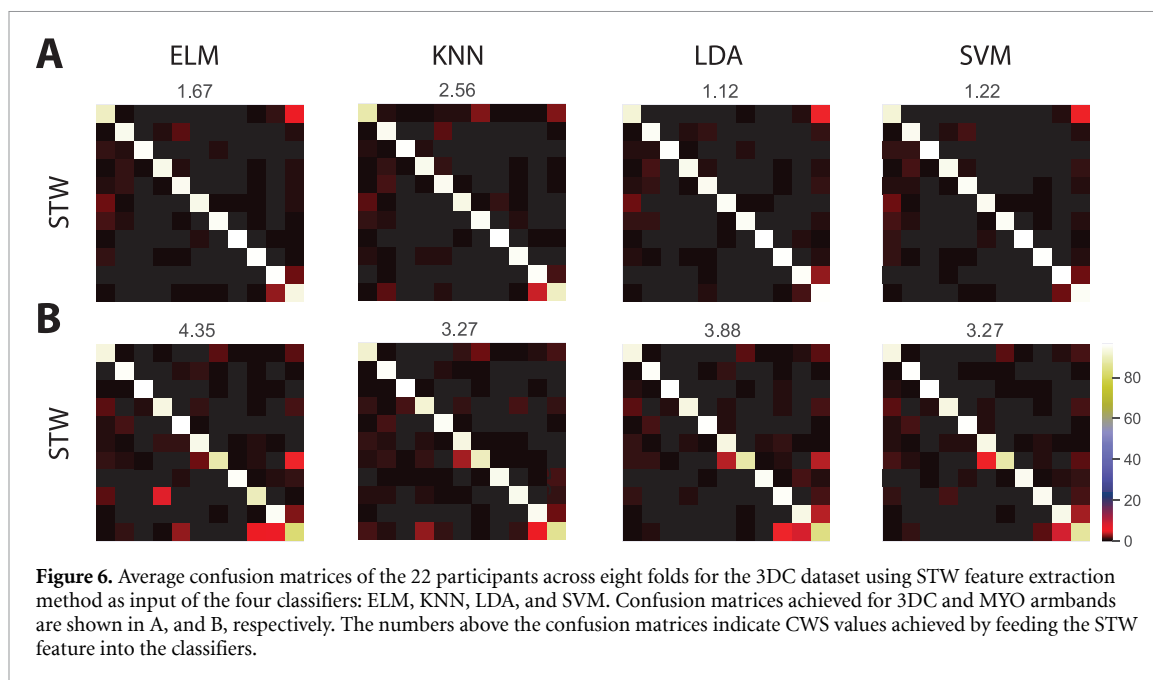 A
ELM KNN LDA SVM
1.67 2.56 1.12 1.22
STW
B
4.35 3.27 3.88 3.27
STW
80
60
40
20
0
Figure 6. Average confusion matrices of the 22 participants across eight folds for the 3DC dataset using STW feature extraction
method as input of the four classifiers: ELM, KNN, LDA, and SVM. Confusion matrices achieved for 3DC and MYO armbands
are shown in A, and B, respectively. The numbers above the confusion matrices indicate CWS values achieved by feeding the STW
feature into the classifiers.